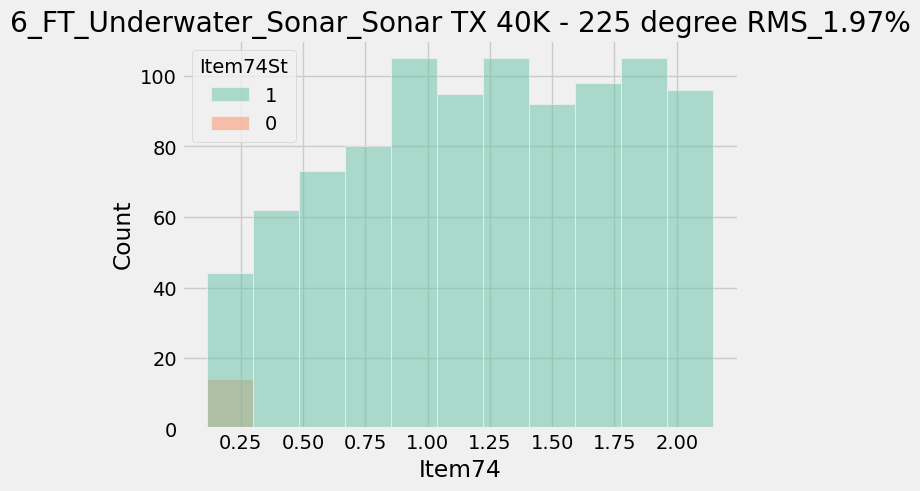 6_FT_Underwater_Sonar_Sonar TX 40K - 225 degree RMS_1.97%
Item74St
1
0
100
80
60
40
20
0
Count
0.25 0.50 0.75 1.00 1.25 1.50 1.75 2.00
Item74